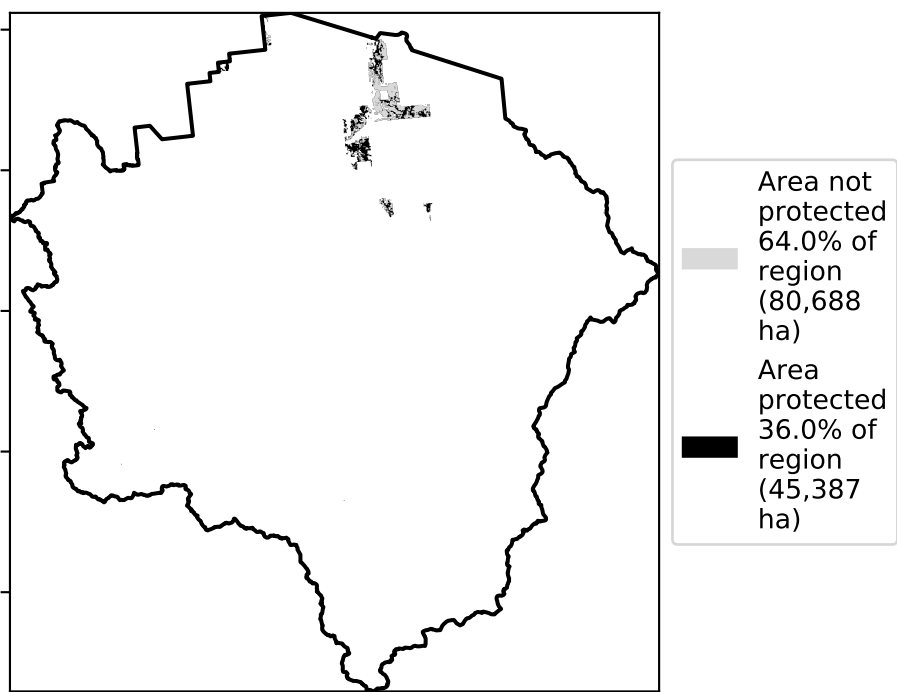 Area not
protected
64.0% of
region
(80,688
ha)
Area
protected
36.0% of
region
(45,387
ha)